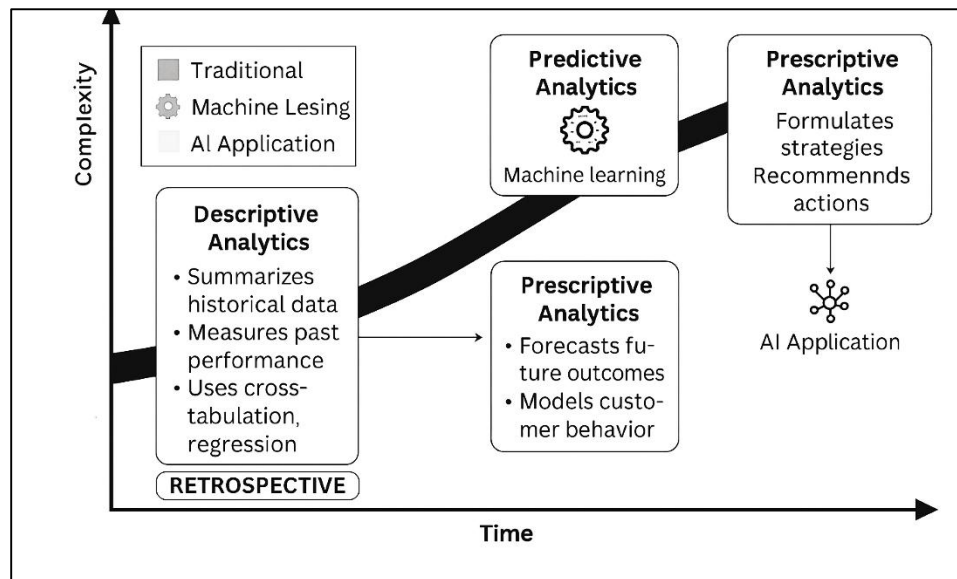 Complexity
Traditional
Machine Lesing
AI Application
Descriptive
Analytics
• Summarizes
historical data
• Measures past
performance
• Uses cross-
tabulation,
regression
RETROSPECTIVE
Predictive
Analytics
Machine learning
Prescriptive
Analytics
• Forecasts fu-
ture outcomes
• Models custo-
mer behavior
Prescriptive
Analytics
Formulates
strategies
Recommennds
actions
AI Application
Time